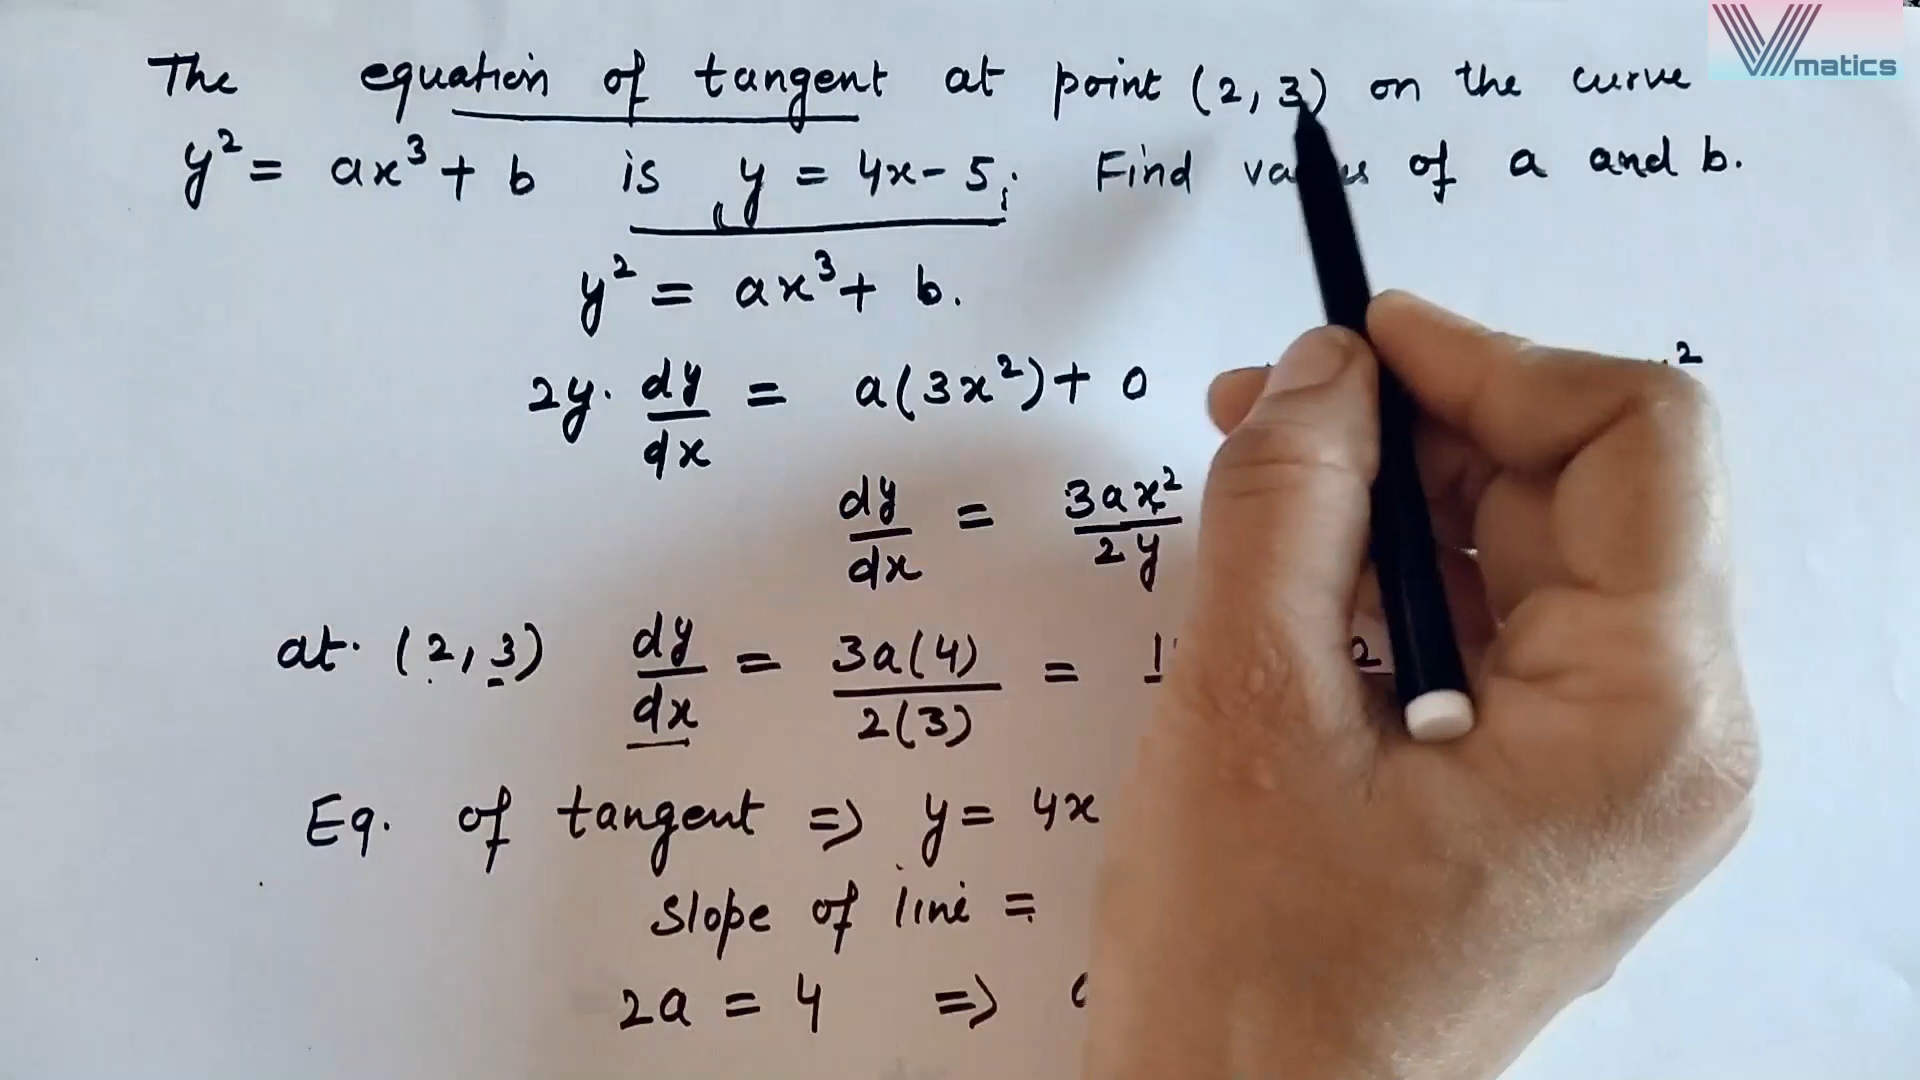 Vmatics
The equation of tangent at point (2, 3) on the curve
y² = ax³ + b is y = 4x - 5; Find of a and b.
y² = ax³ + b.
2y. dy/dx = a(3x²) + 0
dy/dx = 3ax²/2y
at. (2, 3) dy/dx = 3a(4)/2(3) =
Eq. of tangent => y = 4x
Slope of line =
2a = 4 =>